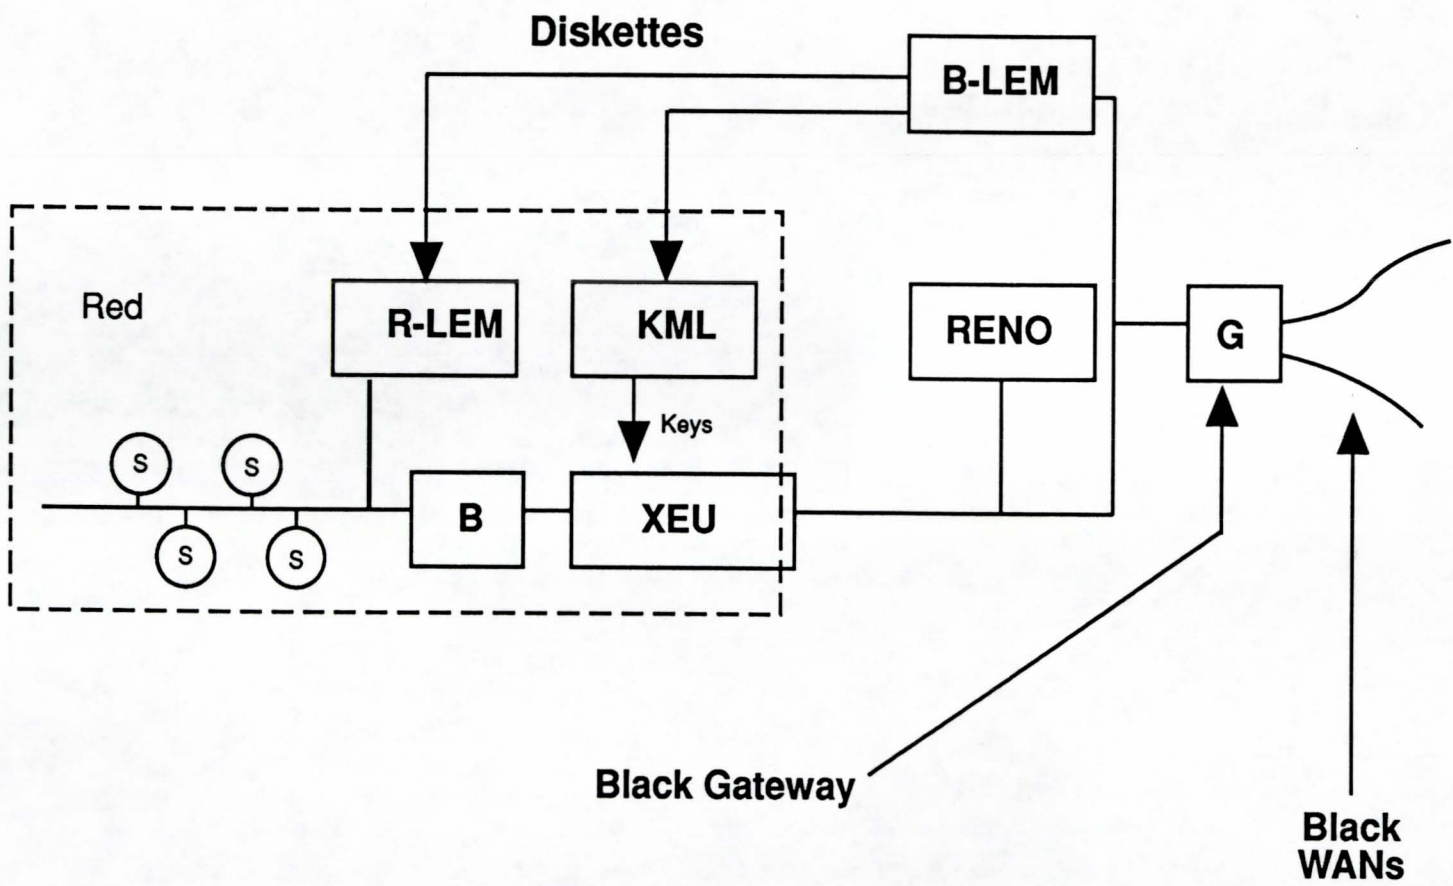 Diskettes
B-LEM
Red
R-LEM
KML
RENO
G
Keys
S
S
B
XEU
S
S
Black Gateway
Black
WANs